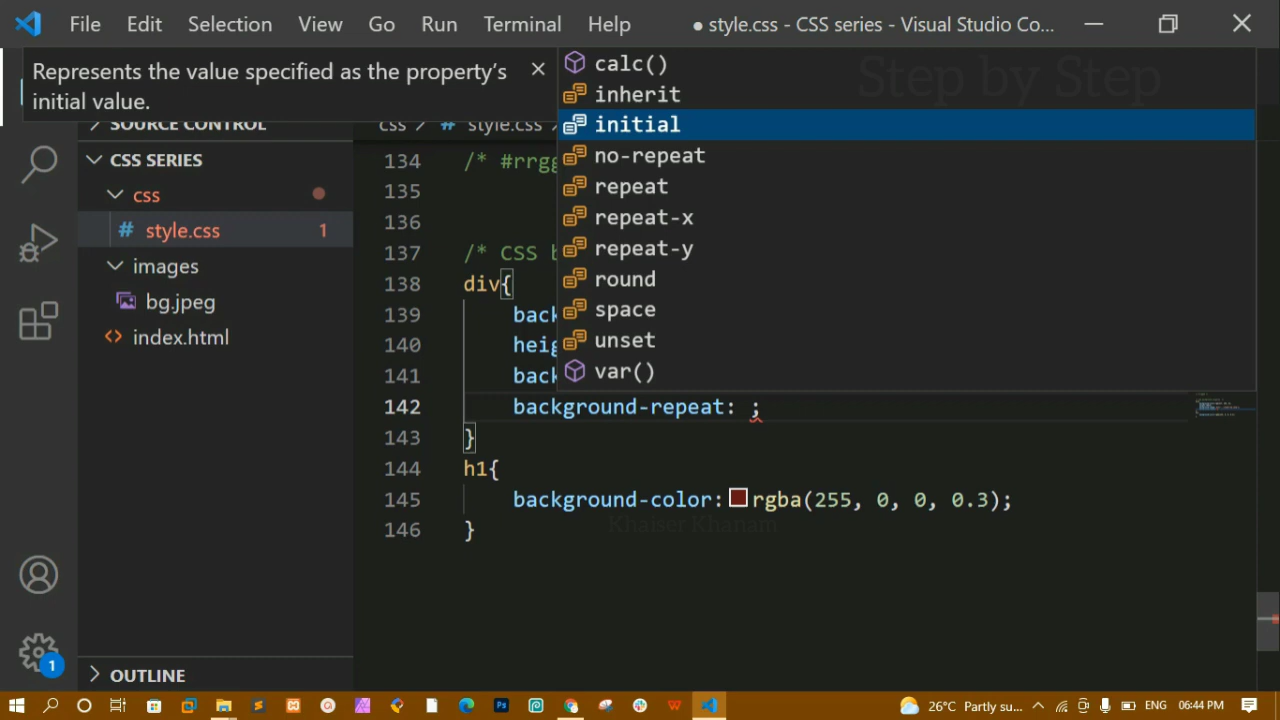 File Edit Selection View Go Run Terminal Help
● style.css - CSS series - Visual Studio Co...
Represents the value specified as the property's
initial value.
calc()
inherit
initial
no-repeat
repeat
repeat-x
repeat-y
round
space
unset
var()
Step by Step
SOURCE CONTROL
CSS SERIES
css
# style.css 1
images
bg.jpeg
<> index.html
OUTLINE
css # style.css
134 /* #rrgg
135
136
137 /* CSS b
138 div{
139 back
140 heig
141 back
142 background-repeat: ;
143 }
144 h1{
145 background-color: rgba(255, 0, 0, 0.3);
146 }
Khaiser Khanam
1
26°C Partly su... ENG 06:44 PM